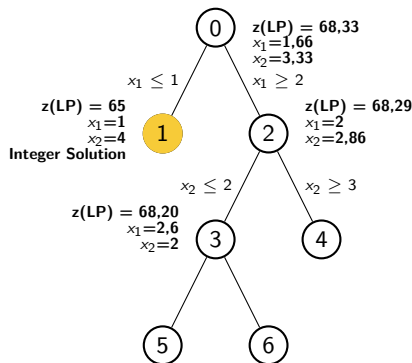 0
z(LP) = 68,33
x₁=1,66
x₂=3,33
x₁ ≤ 1
x₁ ≥ 2
z(LP) = 65
x₁=1
x₂=4
Integer Solution
1
2
z(LP) = 68,29
x₁=2
x₂=2,86
x₂ ≤ 2
x₂ ≥ 3
z(LP) = 68,20
x₁=2,6
x₂=2
3
4
5
6